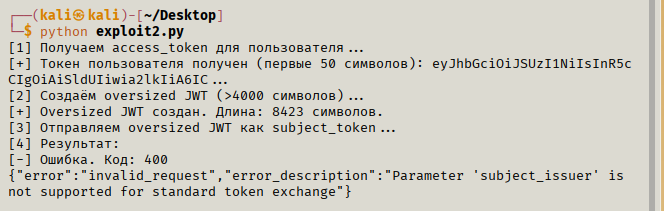 (kali㉿kali)-[~/Desktop]
$ python exploit2.py
[1] Получаем access_token для пользователя...
[+] Токен пользователя получен (первые 50 символов): eyJhbGciOiJSUzI1NiIsInR5c
CIgOiAiSldUIiwia2lkIiA6IC...
[2] Создаём oversized JWT (>4000 символов)...
[+] Oversized JWT создан. Длина: 8423 символов.
[3] Отправляем oversized JWT как subject_token...
[4] Результат:
[-] Ошибка. Код: 400
{"error":"invalid_request","error_description":"Parameter 'subject_issuer' is
not supported for standard token exchange"}